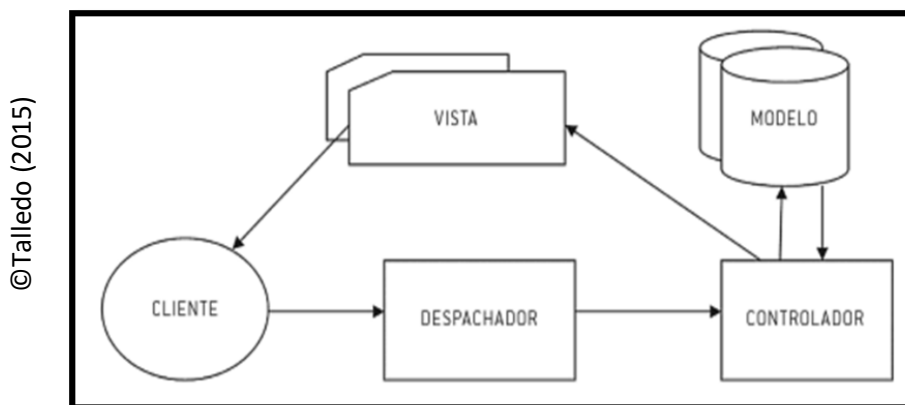 ©Talledo (2015)
VISTA
MODELO
CLIENTE
DESPACHADOR
CONTROLADOR